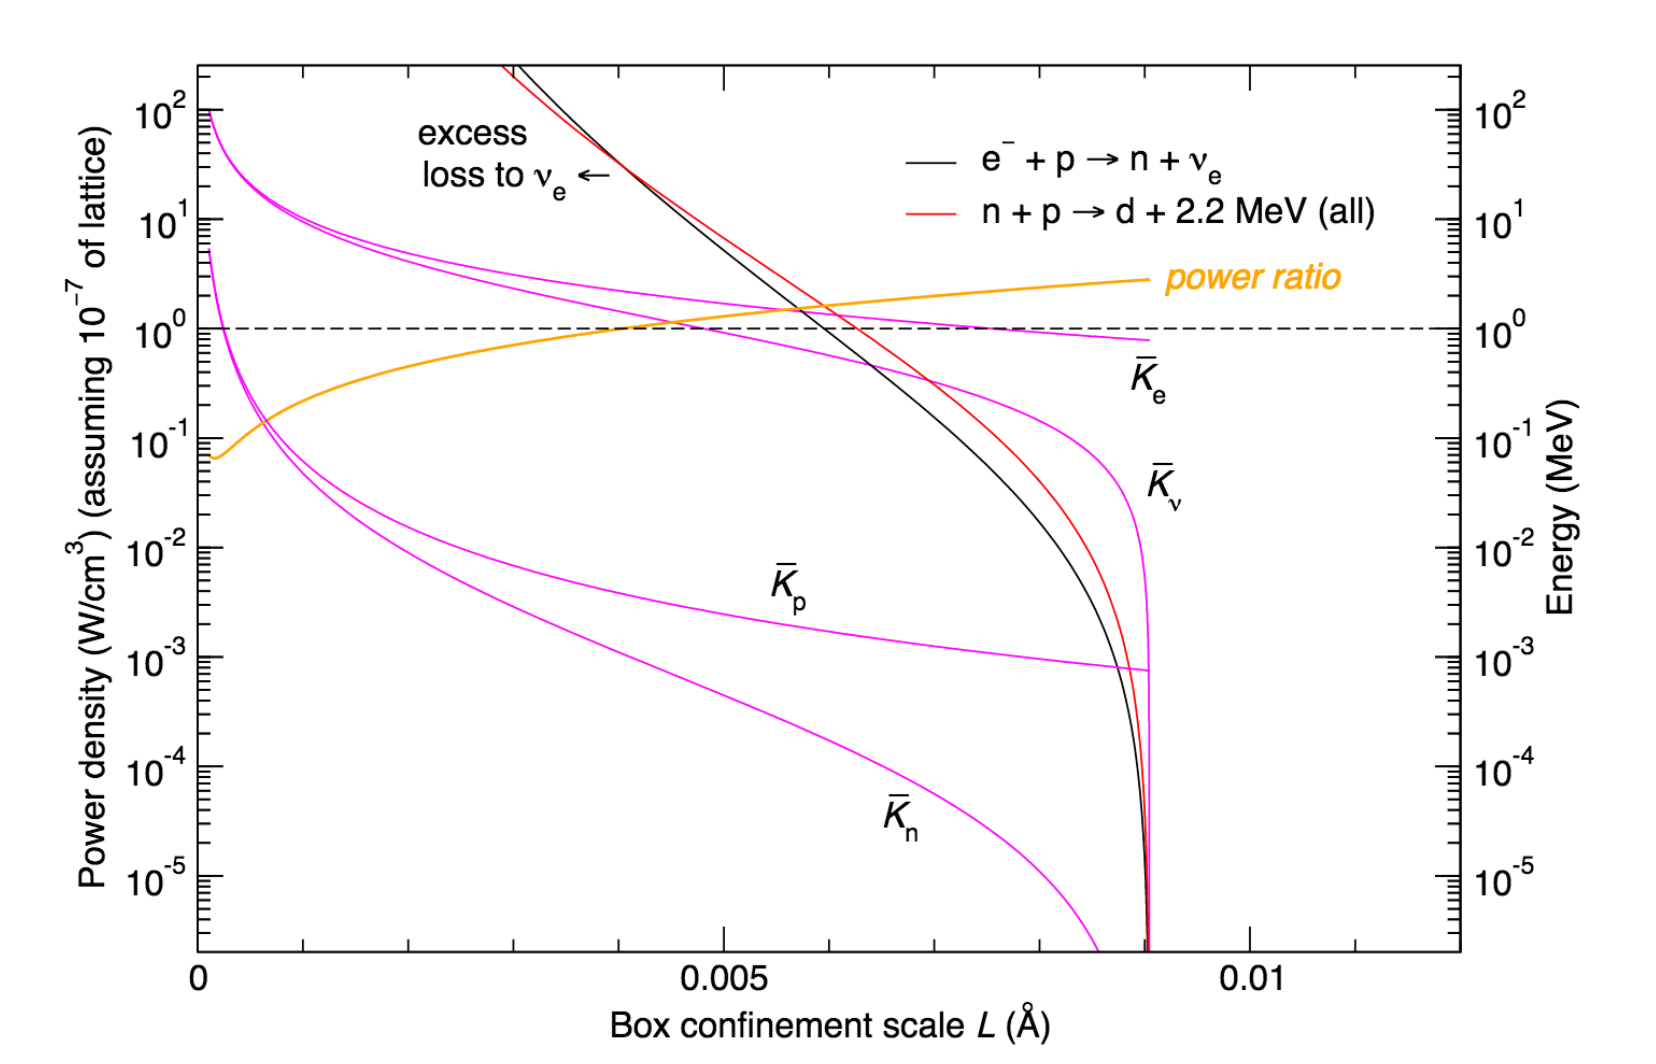 10² 10²
excess
loss to νₑ ←
e⁻ + p → n + νₑ
n + p → d + 2.2 MeV (all)
10¹ 10¹
power ratio
10⁰ 10⁰
K̅ₑ
10⁻¹ 10⁻¹
K̅ᵥ
10⁻² 10⁻²
K̅ₚ
10⁻³ 10⁻³
10⁻⁴ 10⁻⁴
K̅ₙ
10⁻⁵ 10⁻⁵
Power density (W/cm³) (assuming 10⁻⁷ of lattice)
Energy (MeV)
0 0.005 0.01
Box confinement scale L (Å)